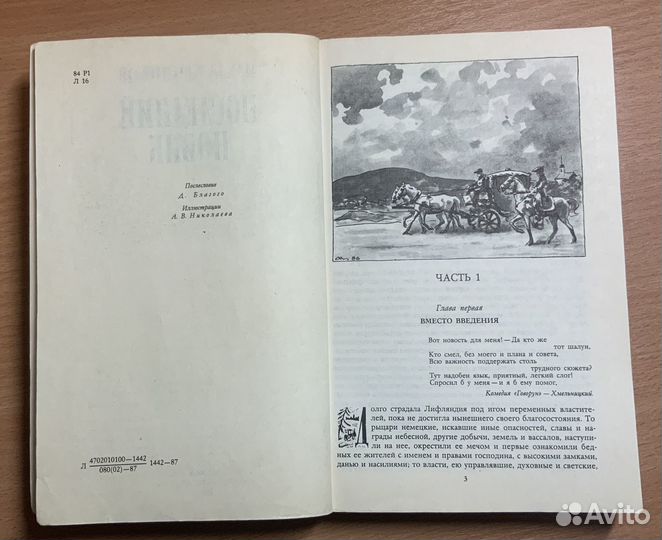 84 Р1
Л 16
Послесловие
Д. Благого
Иллюстрации
А. В. Николаева
Л 4702010100—1442 1442—87
080(02)—87
ЧАСТЬ 1
Глава первая
ВМЕСТО ВВЕДЕНИЯ
Вот новость для меня! — Да кто же
тот шалун,
Кто смел, без моего и плана и совета,
Всю важность поддержать столь
трудного сюжета?
Тут надобен язык, приятный, легкий слог!
Спросил б у меня — и я б ему помог,
Комедия «Говорун» — Хмельницкий.
Долго страдала Лифляндия под игом переменных властите-
лей, пока не достигла нынешнего своего благосостояния. То
рыцари немецкие, искавшие иных опасностей, славы и на-
грады небесной, другие добычи, земель и вассалов, наступи-
ли на нее, окрестили ее мечом и первые ознакомили бед-
ных ее жителей с именем и правами господина, с высокими замками,
данью и насилиями; то власти, ею управлявшие, духовные и светские,
3
Avito